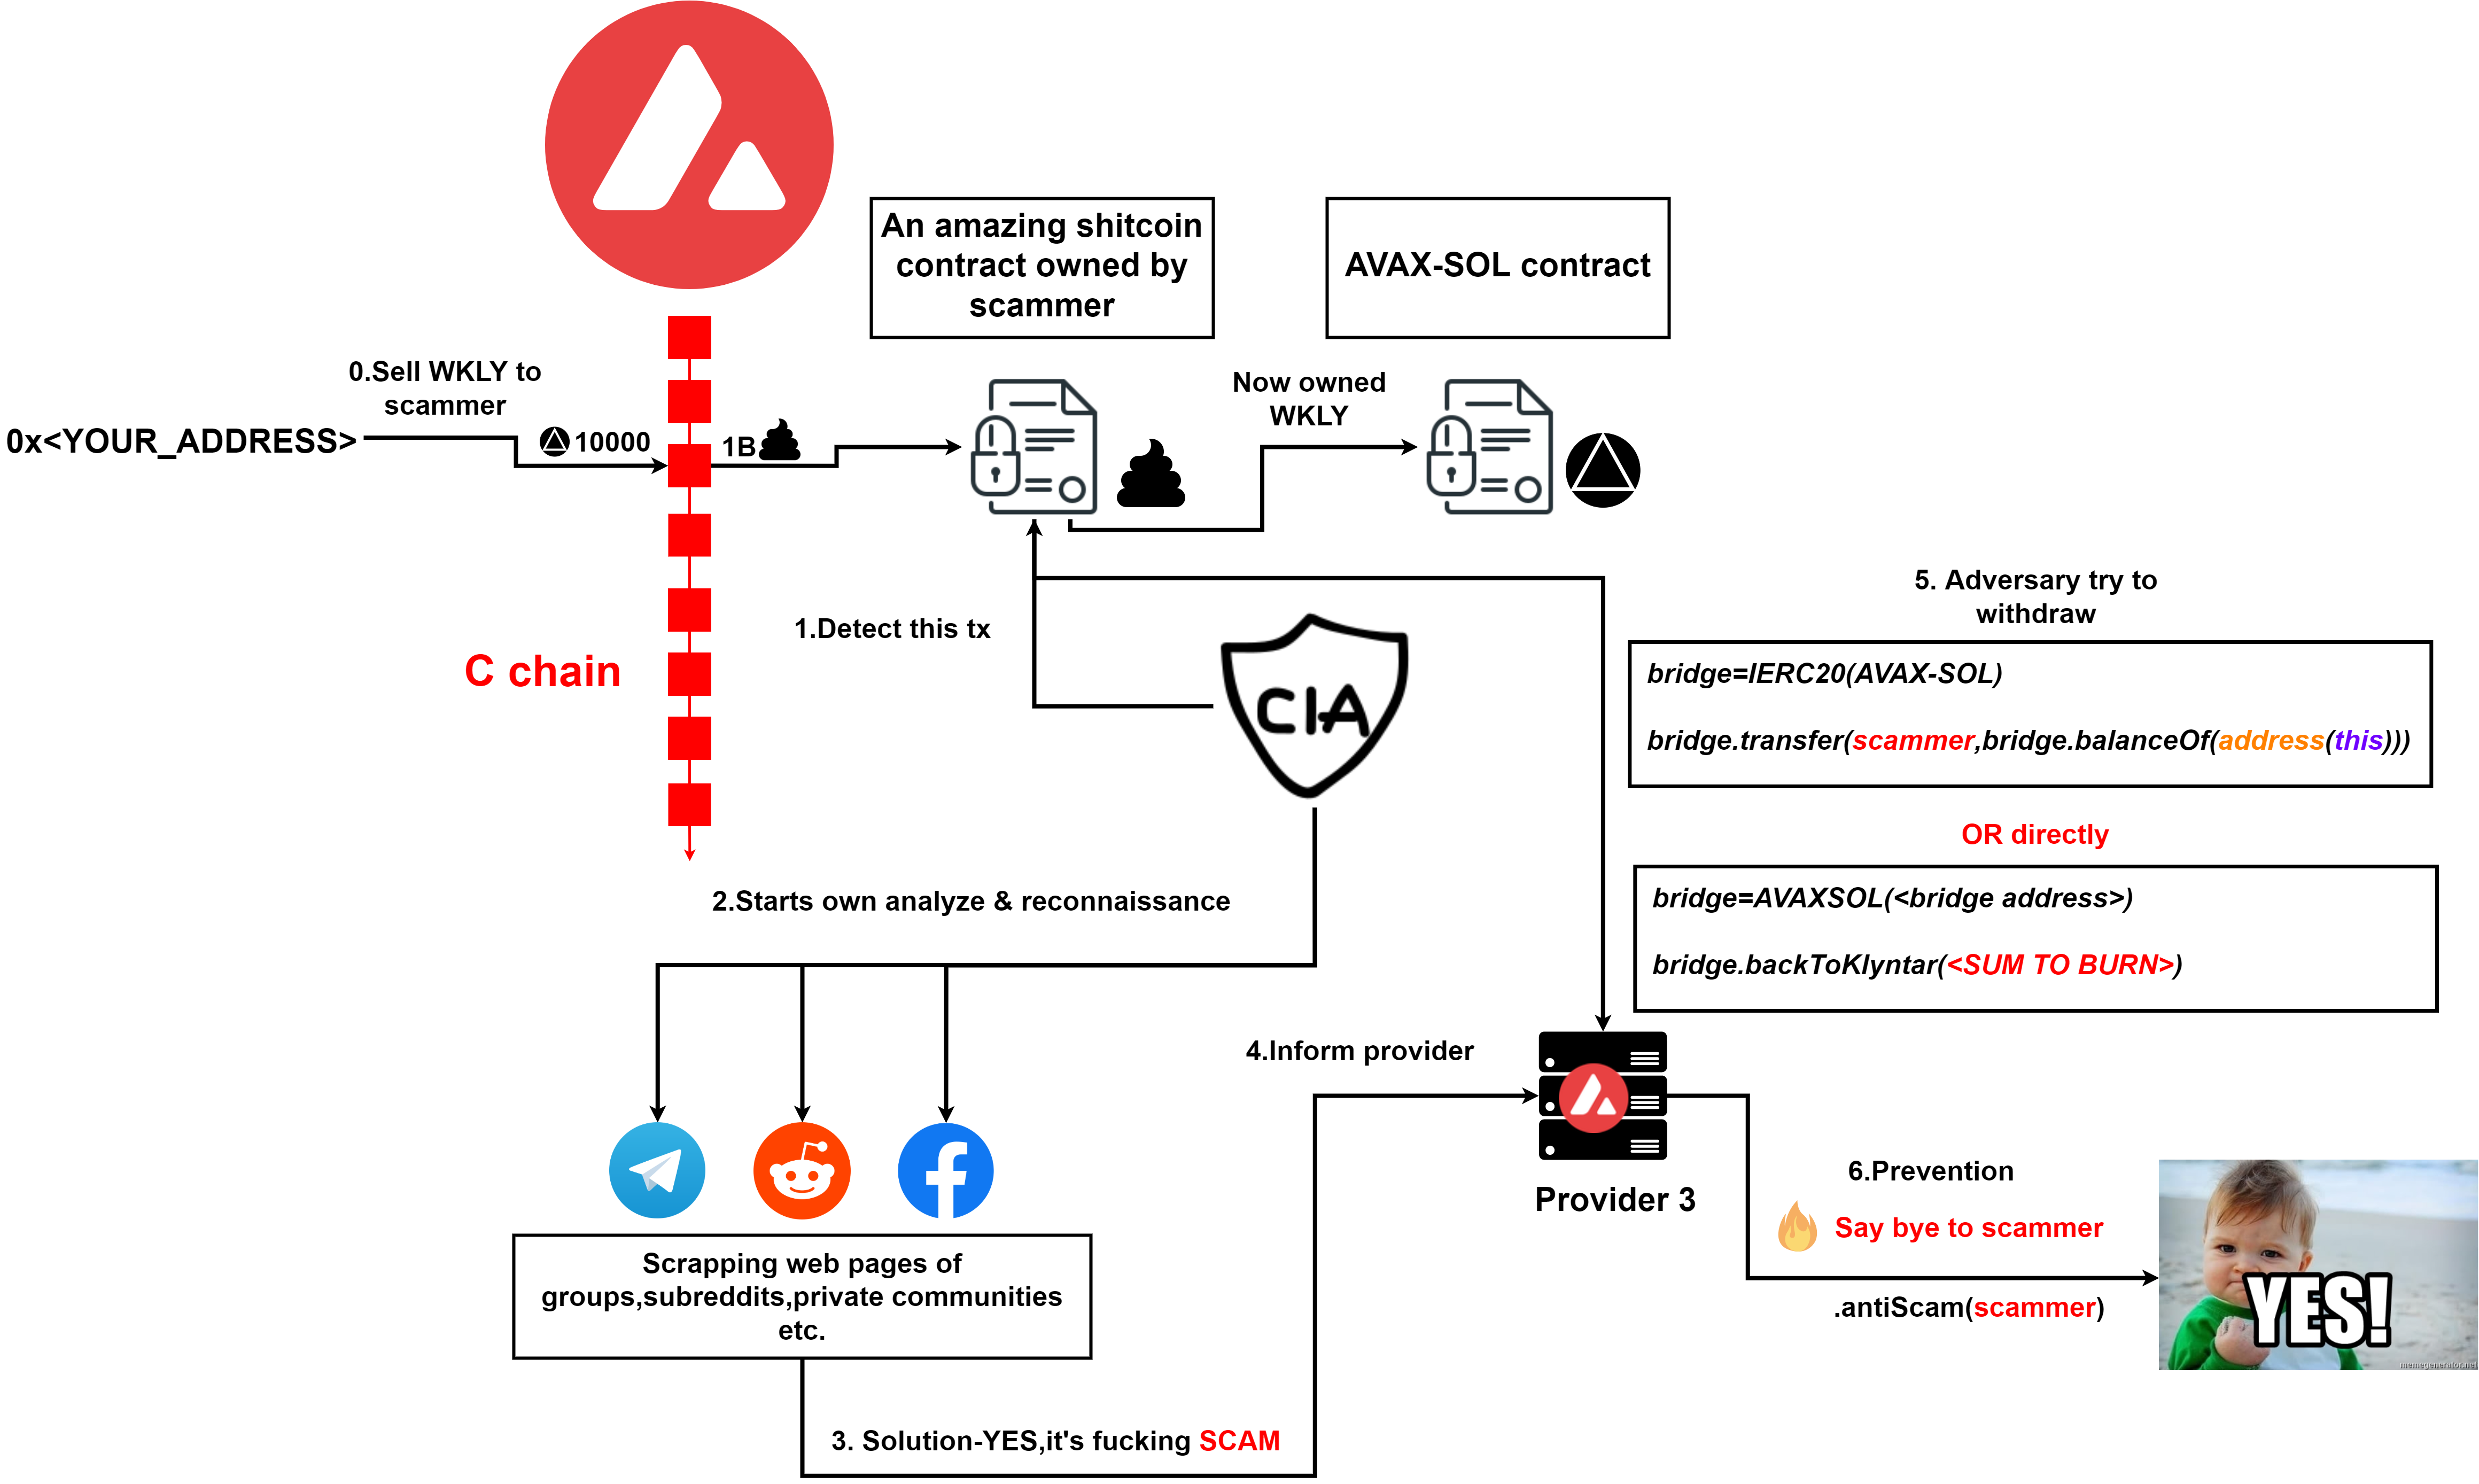 An amazing shitcoin
contract owned by
scammer
AVAX-SOL contract
0.Sell WKLY to
scammer
Now owned
WKLY
0x<YOUR_ADDRESS>
10000
1B
5. Adversary try to
withdraw
1.Detect this tx
C chain
CIA
bridge=IERC20(AVAX-SOL)
bridge.transfer(scammer,bridge.balanceOf(address(this)))
OR directly
2.Starts own analyze & reconnaissance
bridge=AVAXSOL(<bridge address>)
bridge.backToKlyntar(<SUM TO BURN>)
4.Inform provider
Provider 3
6.Prevention
Say bye to scammer
.antiScam(scammer)
YES!
memegenerator.net
Scrapping web pages of
groups,subreddits,private communities
etc.
3. Solution-YES,it's fucking SCAM